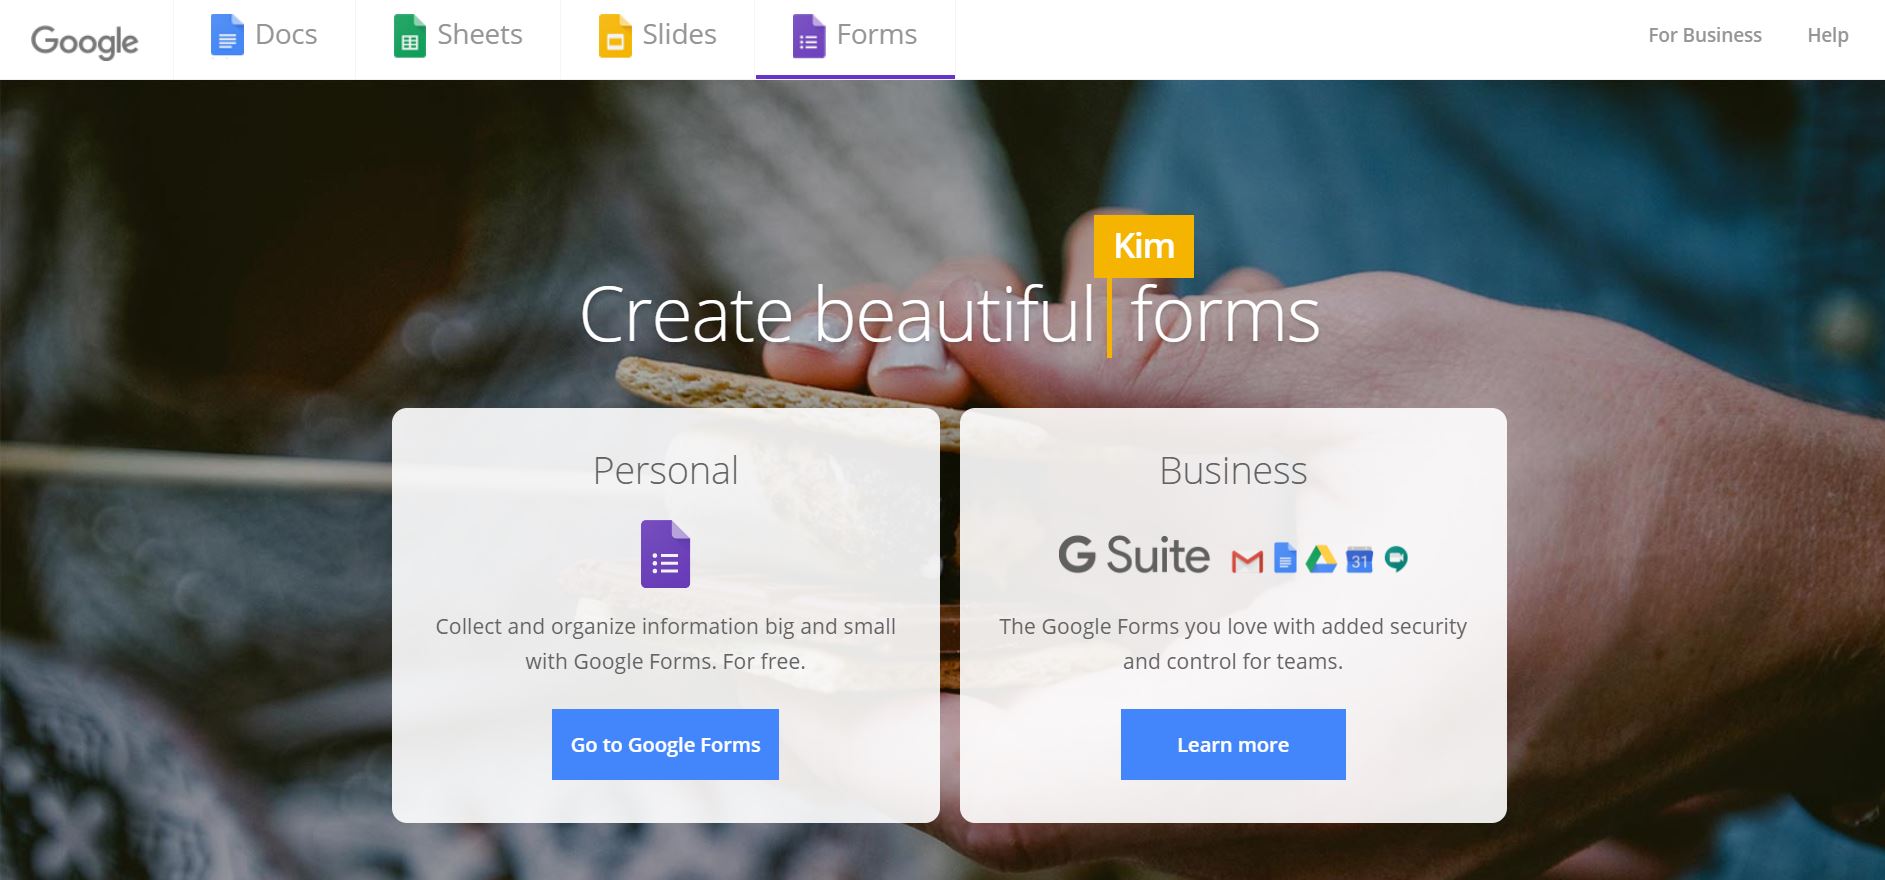 Google
Docs
Sheets
Slides
Forms
For Business
Help
Kim
Create beautiful forms
Personal
Collect and organize information big and small
with Google Forms. For free.
Go to Google Forms
Business
G Suite
31
The Google Forms you love with added security
and control for teams.
Learn more